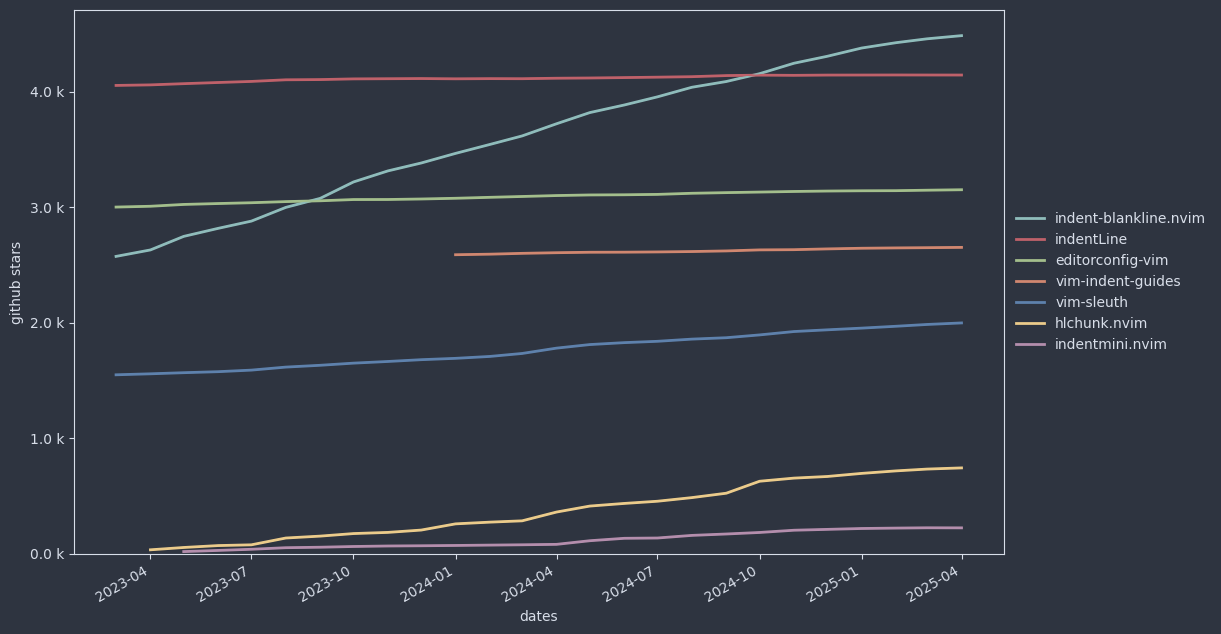 github stars
4.0 k
3.0 k
2.0 k
1.0 k
0.0 k
2023-04
2023-07
2023-10
2024-01
2024-04
2024-07
2024-10
2025-01
2025-04
dates
indent-blankline.nvim
indentLine
editorconfig-vim
vim-indent-guides
vim-sleuth
hlchunk.nvim
indentmini.nvim